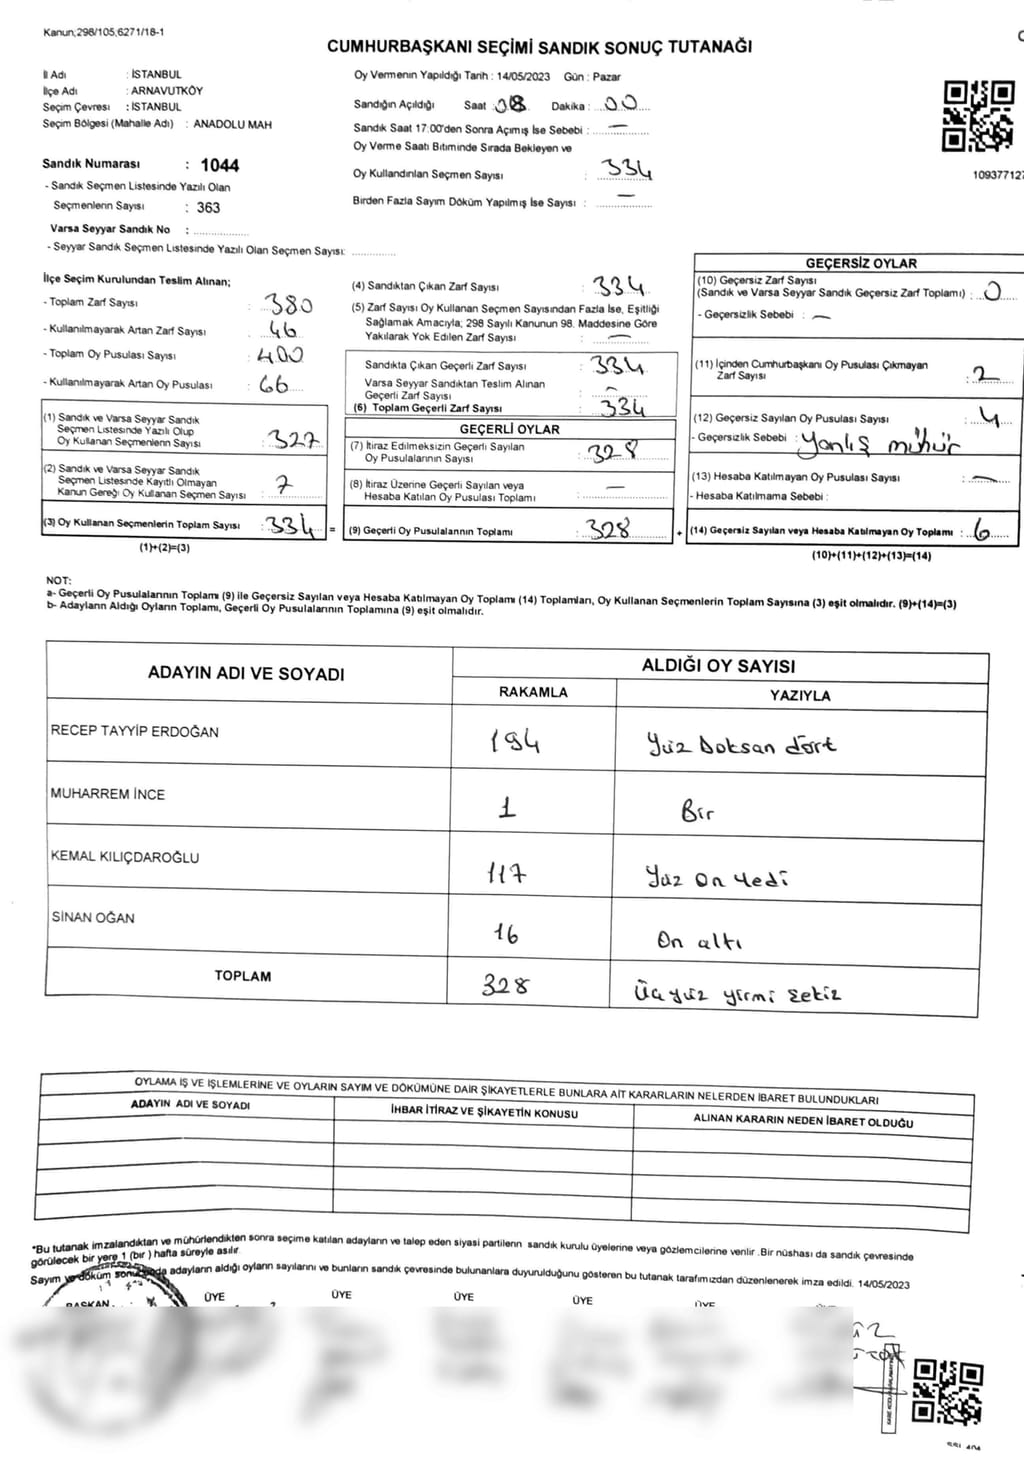 Kanun;298/105,6271/18-1
CUMHURBAŞKANI SEÇİMİ SANDIK SONUÇ TUTANAĞI
İl Adı : İSTANBUL
İlçe Adı : ARNAVUTKÖY
Seçim Çevresi : İSTANBUL
Seçim Bölgesi (Mahalle Adı) : ANADOLU MAH
Sandık Numarası : 1044
- Sandık Seçmen Listesinde Yazılı Olan
Seçmenlerin Sayısı : 363
Varsa Seyyar Sandık No : ................
- Seyyar Sandık Seçmen Listesinde Yazılı Olan Seçmen Sayısı: ............
Oy Vermenin Yapıldığı Tarih : 14/05/2023 Gün : Pazar
Sandığın Açıldığı Saat : 08 Dakika : 00
Sandık Saat 17:00'den Sonra Açımış İse Sebebi : —
Oy Verme Saati Bitiminde Sırada Bekleyen ve
Oy Kullandırılan Seçmen Sayısı : 334
Birden Fazla Sayım Döküm Yapılmış İse Sayısı : —
109377127
İlçe Seçim Kurulundan Teslim Alınan;
- Toplam Zarf Sayısı : 380
- Kullanılmayarak Artan Zarf Sayısı : 46
- Toplam Oy Pusulası Sayısı : 400
- Kullanılmayarak Artan Oy Pusulası : 66
(1) Sandık ve Varsa Seyyar Sandık
Seçmen Listesinde Yazılı Olup
Oy Kullanan Seçmenlerin Sayısı : 327
(2) Sandık ve Varsa Seyyar Sandık
Seçmen Listesinde Kayıtlı Olmayan
Kanun Gereği Oy Kullanan Seçmen Sayısı : 7
(3) Oy Kullanan Seçmenlerin Toplam Sayısı : 334 =
(1)+(2)=(3)
(4) Sandıktan Çıkan Zarf Sayısı : 334
(5) Zarf Sayısı Oy Kullanan Seçmen Sayısından Fazla İse, Eşitliği
Sağlamak Amacıyla; 298 Sayılı Kanunun 98. Maddesine Göre
Yakılarak Yok Edilen Zarf Sayısı : —
Sandıkta Çıkan Geçerli Zarf Sayısı : 334
Varsa Seyyar Sandıktan Teslim Alınan
Geçerli Zarf Sayısı : —
(6) Toplam Geçerli Zarf Sayısı : 334
GEÇERLİ OYLAR
(7) İtiraz Edilmeksizin Geçerli Sayılan
Oy Pusulalarının Sayısı : 328
(8) İtiraz Üzerine Geçerli Sayılan veya
Hesaba Katılan Oy Pusulası Toplamı : —
(9) Geçerli Oy Pusulalarının Toplamı : 328 +
GEÇERSİZ OYLAR
(10) Geçersiz Zarf Sayısı
(Sandık ve Varsa Seyyar Sandık Geçersiz Zarf Toplamı) : 0
- Geçersizlik Sebebi : —
(11) İçinden Cumhurbaşkanı Oy Pusulası Çıkmayan
Zarf Sayısı : 2
(12) Geçersiz Sayılan Oy Pusulası Sayısı : 4
- Geçersizlik Sebebi : Yanlış mühür
(13) Hesaba Katılmayan Oy Pusulası Sayısı : —
- Hesaba Katılmama Sebebi :
(14) Geçersiz Sayılan veya Hesaba Katılmayan Oy Toplamı : 6
(10)+(11)+(12)+(13)=(14)
NOT:
a- Geçerli Oy Pusulalarının Toplamı (9) ile Geçersiz Sayılan veya Hesaba Katılmayan Oy Toplamı (14) Toplamları, Oy Kullanan Seçmenlerin Toplam Sayısına (3) eşit olmalıdır. (9)+(14)=(3)
b- Adayların Aldığı Oyların Toplamı, Geçerli Oy Pusulalarının Toplamına (9) eşit olmalıdır.
ADAYIN ADI VE SOYADI ALDIĞI OY SAYISI
RAKAMLA YAZIYLA
RECEP TAYYİP ERDOĞAN 194 Yüz Doksan dört
MUHARREM İNCE 1 Bir
KEMAL KILIÇDAROĞLU 117 Yüz on yedi
SİNAN OĞAN 16 On altı
TOPLAM 328 Üçyüz yirmi sekiz
OYLAMA İŞ VE İŞLEMLERİNE VE OYLARIN SAYIM VE DÖKÜMÜNE DAİR ŞİKAYETLERLE BUNLARA AİT KARARLARIN NELERDEN İBARET BULUNDUKLARI
ADAYIN ADI VE SOYADI İHBAR İTİRAZ VE ŞİKAYETİN KONUSU ALINAN KARARIN NEDEN İBARET OLDUĞU
*Bu tutanak imzalandıktan ve mühürlendikten sonra seçime katılan adayların ve talep eden siyasi partilerin sandık kurulu üyelerine veya gözlemcilerine verilir .Bir nüshası da sandık çevresinde
görülecek bir yere 1 (bir ) hafta süreyle asılır.
Sayım ve döküm sonunda adayların aldığı oyların sayılarını ve bunların sandık çevresinde bulunanlara duyurulduğunu gösteren bu tutanak tarafımızdan düzenlenerek imza edildi. 14/05/2023
BAŞKAN ÜYE ÜYE ÜYE ÜYE ÜYE